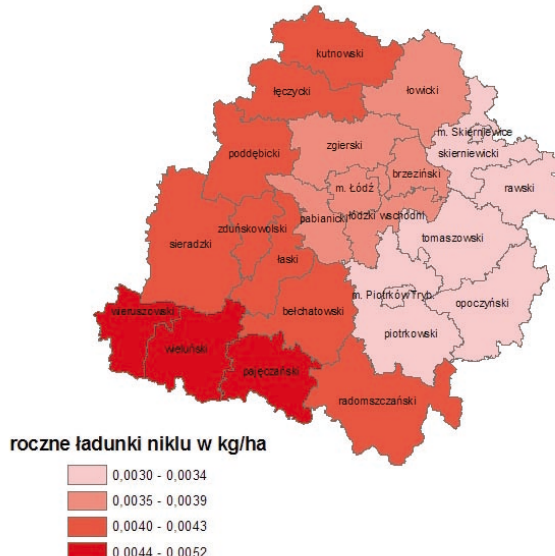 kutnowski
łęczycki
łowicki
m. Skierniewice
skierniewicki
zgierski
poddębicki
brzeziński
rawski
m. Łódź
pabianicki
łódzki wschodni
zduńskowolski
sieradzki
tomaszowski
łaski
m. Piotrków Tryb.
bełchatowski
opoczyński
wieruszowski
piotrkowski
wieluński
pajęczański
radomszczański
roczne ładunki niklu w kg/ha
0,0030 - 0,0034
0,0035 - 0,0039
0,0040 - 0,0043
0,0044 - 0,0052